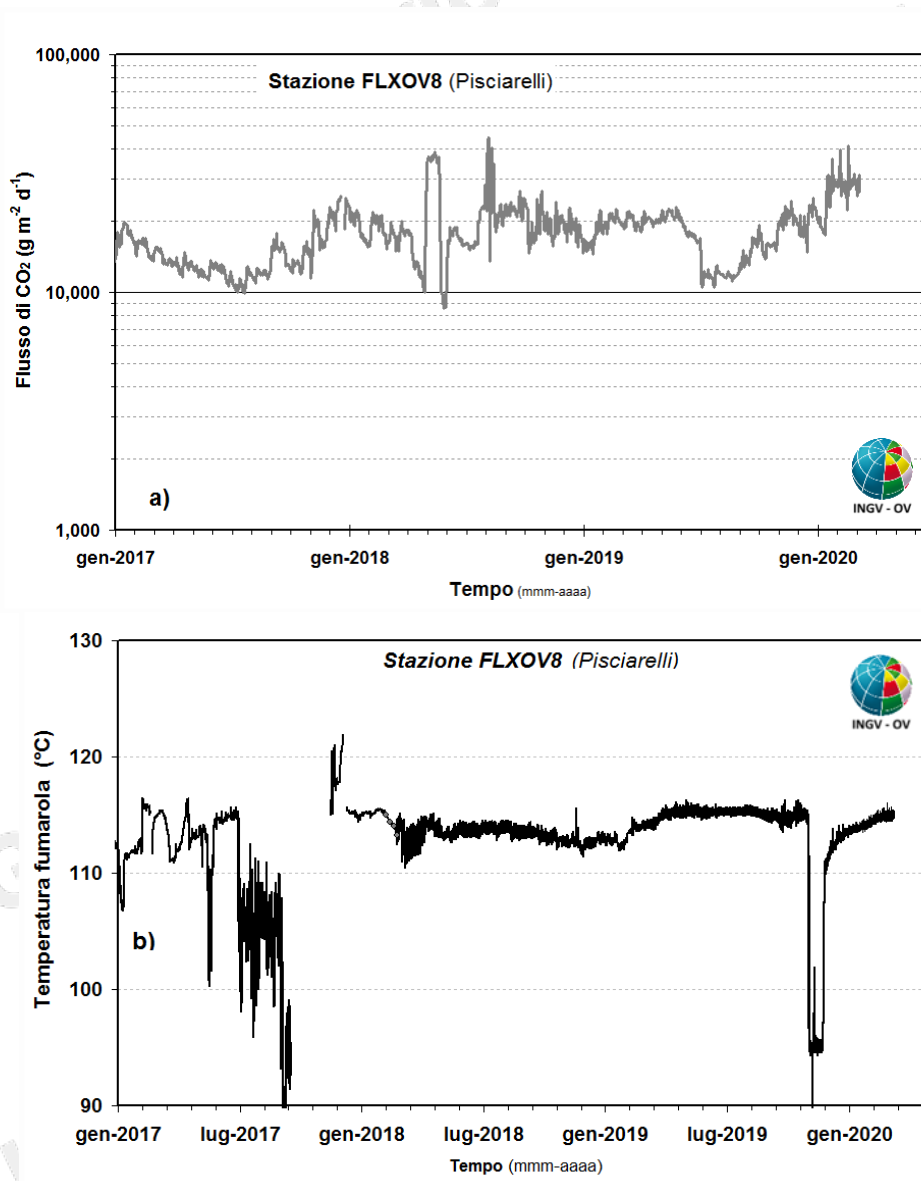 Stazione FLXOV8 (Pisciarelli)
Flusso di CO2 (g m-2 d-1)
100,000
10,000
1,000
a)
INGV - OV
gen-2017 gen-2018 gen-2019 gen-2020
Tempo (mmm-aaaa)
Stazione FLXOV8 (Pisciarelli)
Temperatura fumarola (°C)
130
120
110
100
90
b)
INGV - OV
gen-2017 lug-2017 gen-2018 lug-2018 gen-2019 lug-2019 gen-2020
Tempo (mmm-aaaa)